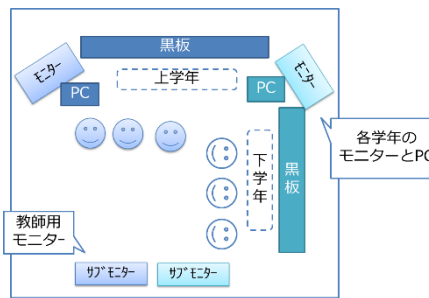 黒板
モニター
上学年
モニター
PC
PC
下学年
黒板
各学年の
モニターとPC
教師用
モニター
サブモニター
サブモニター